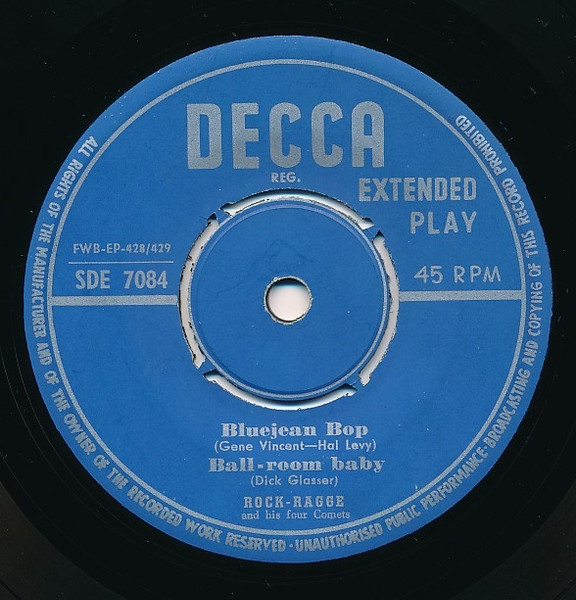 DECCA
REG.
EXTENDED
PLAY
FWB-EP-428/429
SDE 7084
45 RPM
Bluejean Bop
(Gene Vincent—Hal Levy)
Ball-room baby
(Dick Glasser)
ROCK-RAGGE
and his four Comets
ALL RIGHTS OF THE MANUFACTURER AND OF THE OWNER OF THE RECORDED WORK RESERVED · UNAUTHORISED PUBLIC PERFORMANCE · BROADCASTING AND COPYING OF THIS RECORD PROHIBITED